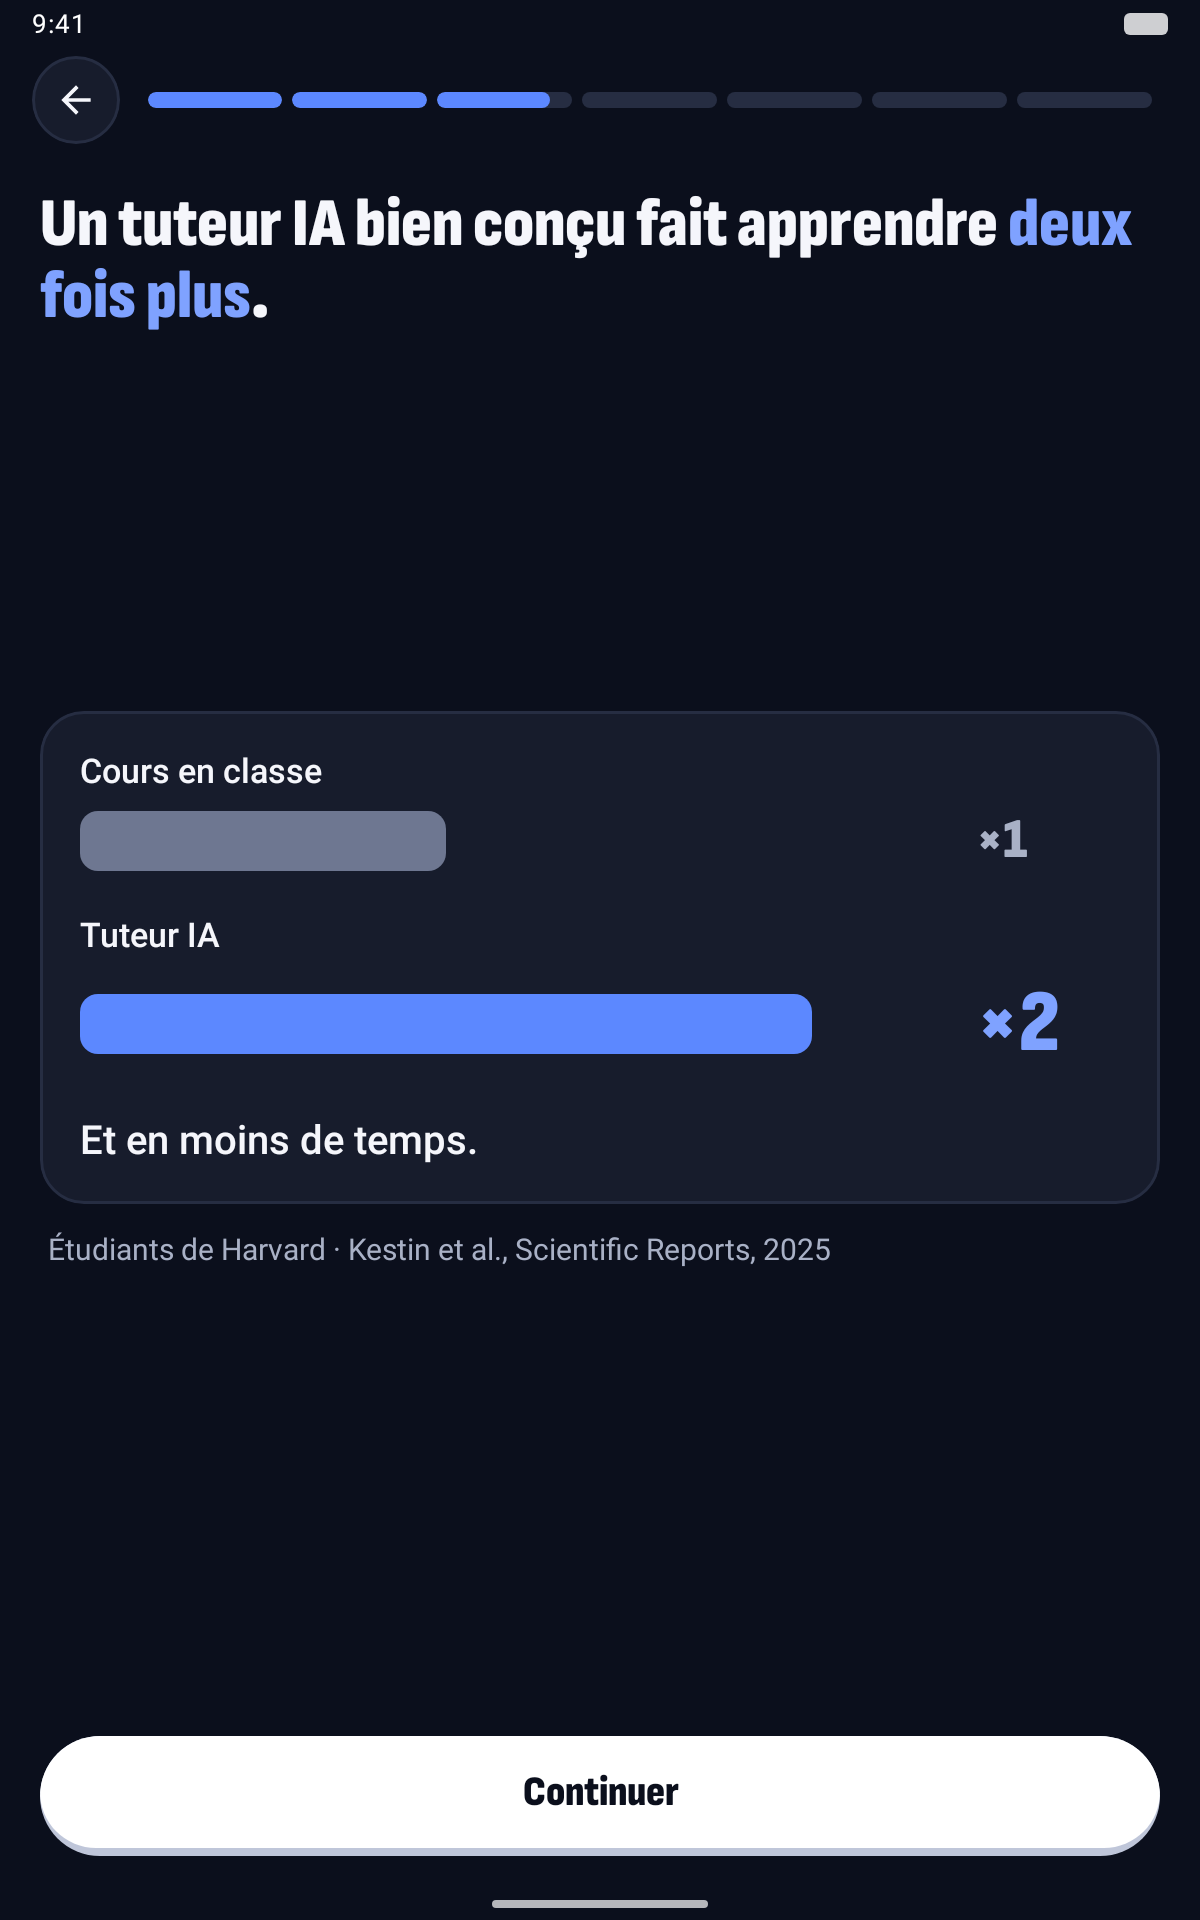 9:41
Un tuteur IA bien conçu fait apprendre deux
fois plus.
Cours en classe
×1
Tuteur IA
×2
Et en moins de temps.
Étudiants de Harvard · Kestin et al., Scientific Reports, 2025
Continuer